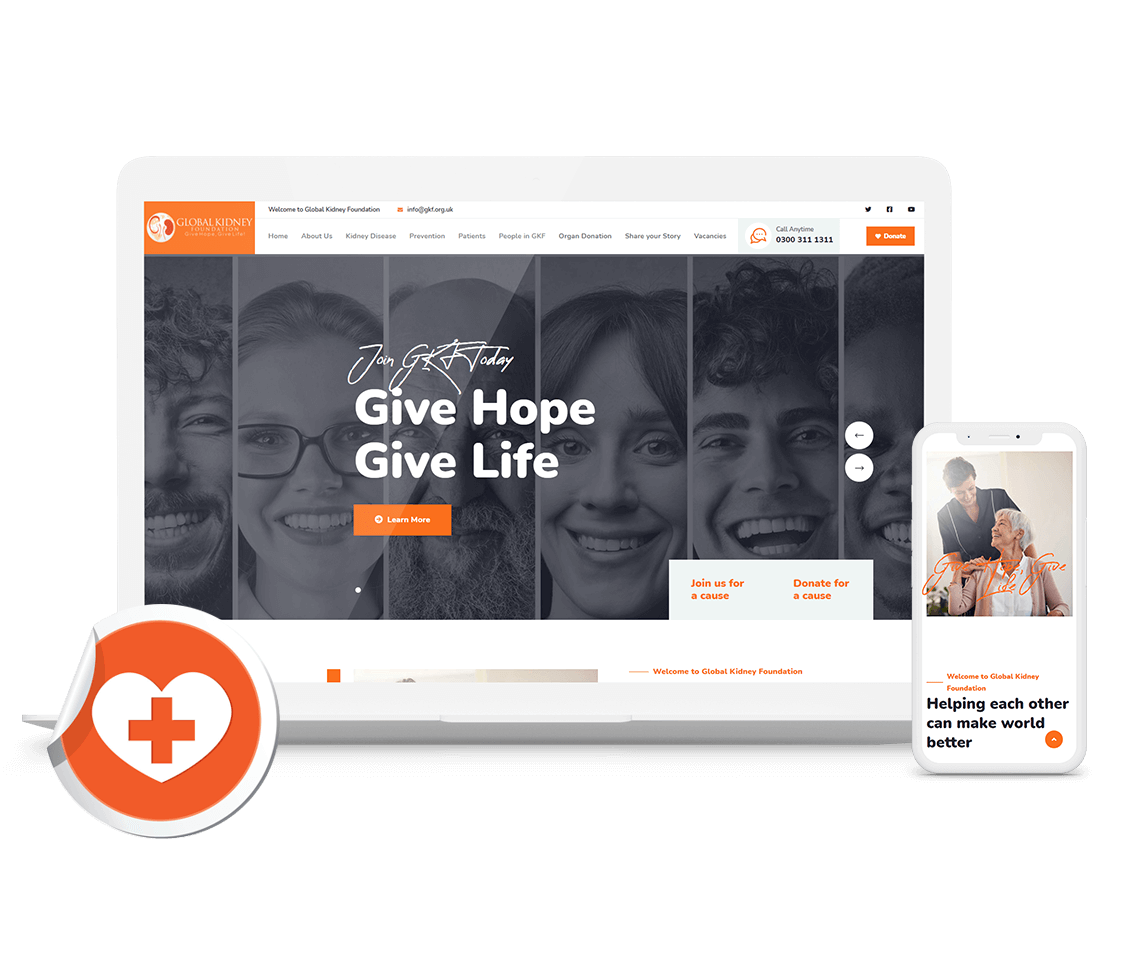 GLOBAL KIDNEY
FOUNDATION
Give Hope, Give Life!
Welcome to Global Kidney Foundation
info@gkf.org.uk
Home
About Us
Kidney Disease
Prevention
Patients
People in GKF
Organ Donation
Share your Story
Vacancies
Call Anytime
0300 311 1311
Donate
Join GKF Today
Give Hope
Give Life
Learn More
Join us for
a cause
Donate for
a cause
Welcome to Global Kidney Foundation
Give Hope, Give
Life
Welcome to Global Kidney
Foundation
Helping each other
can make world
better